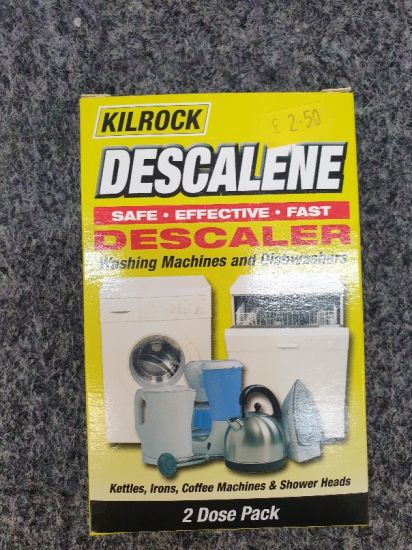 KILROCK
£2.50
DESCALENE
SAFE • EFFECTIVE • FAST
DESCALER
Washing Machines and Dishwashers
Kettles, Irons, Coffee Machines & Shower Heads
2 Dose Pack